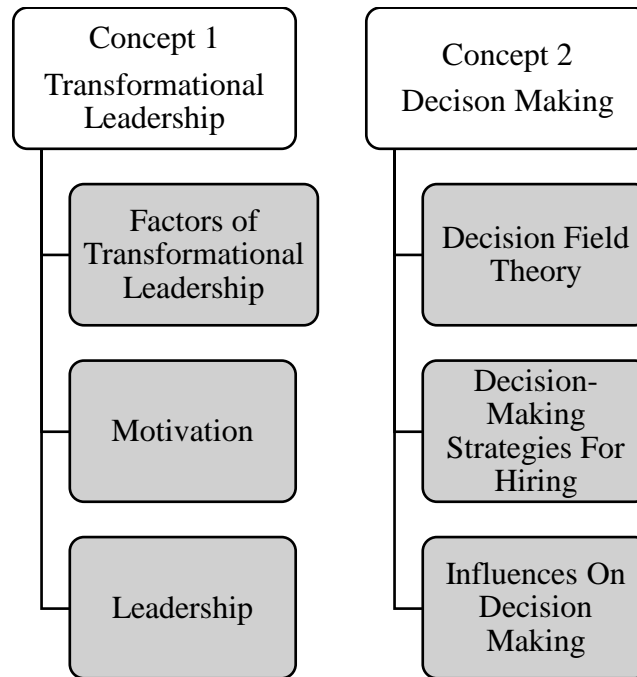 Concept 1
Transformational
Leadership
Factors of
Transformational
Leadership
Motivation
Leadership
Concept 2
Decison Making
Decision Field
Theory
Decision-
Making
Strategies For
Hiring
Influences On
Decision
Making